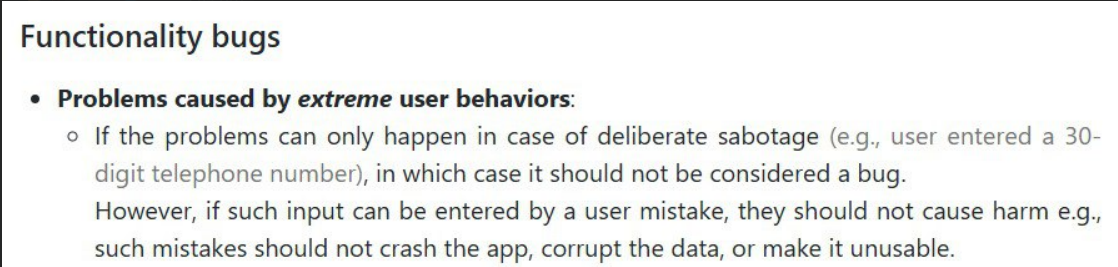 Functionality bugs
• Problems caused by extreme user behaviors:
○ If the problems can only happen in case of deliberate sabotage (e.g., user entered a 30-
digit telephone number), in which case it should not be considered a bug.
However, if such input can be entered by a user mistake, they should not cause harm e.g.,
such mistakes should not crash the app, corrupt the data, or make it unusable.